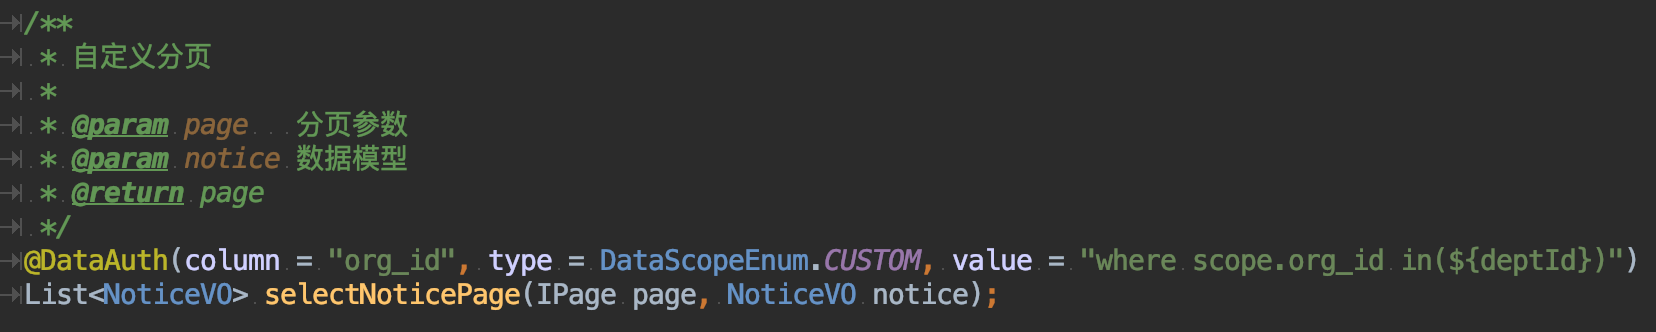 /**
* 自定义分页
*
* @param page 分页参数
* @param notice 数据模型
* @return page
*/
@DataAuth(column = "org_id", type = DataScopeEnum.CUSTOM, value = "where scope.org_id in(${deptId})")
List<NoticeVO> selectNoticePage(IPage page, NoticeVO notice);